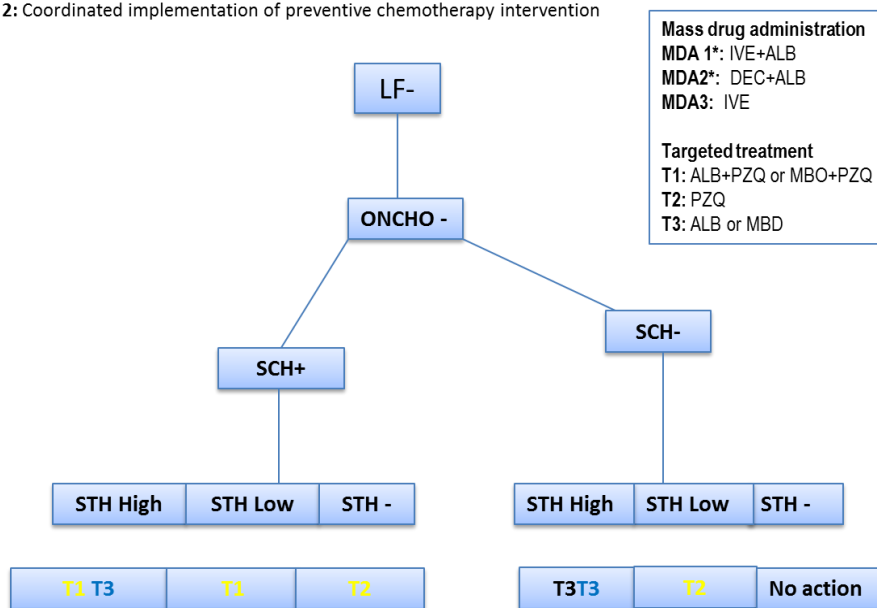 2: Coordinated implementation of preventive chemotherapy intervention
Mass drug administration
MDA 1*: IVE+ALB
MDA2*: DEC+ALB
MDA3: IVE
Targeted treatment
T1: ALB+PZQ or MBO+PZQ
T2: PZQ
T3: ALB or MBD
LF-
ONCHO -
SCH-
SCH+
STH High STH Low STH -
STH High STH Low STH -
T1 T3 T1 T2
T3T3 T2 No action